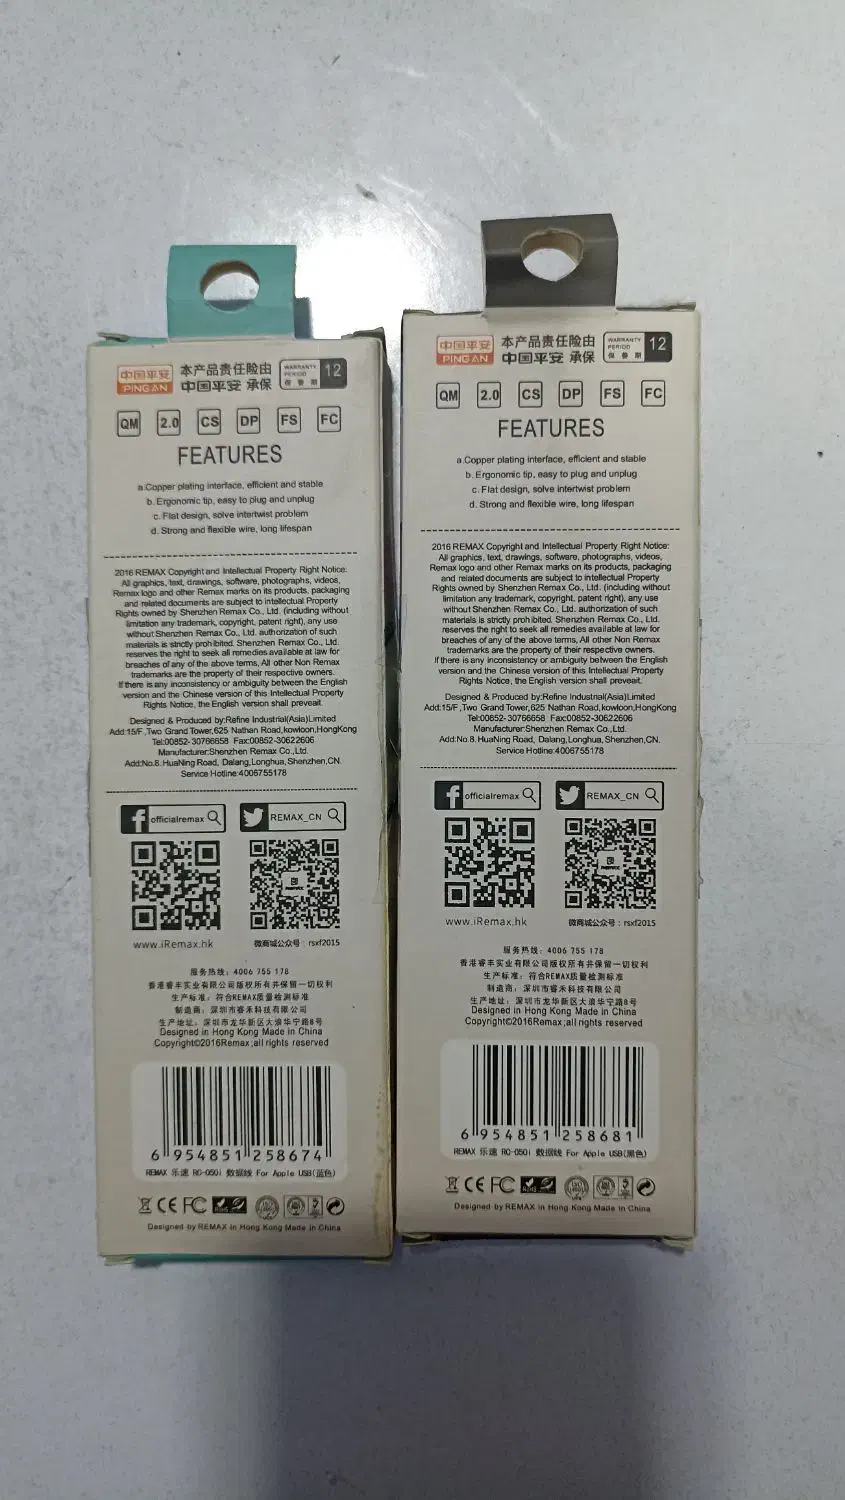 中国平安
PING AN
本产品责任险由
中国平安 承保
WARRANTY
PERIOD
保 普 期
12
QM 2.0 CS DP FS FC
FEATURES
a.Copper plating interface, efficient and stable
b. Ergonomic tip, easy to plug and unplug
c. Flat design, solve intertwist problem
d. Strong and flexible wire, long lifespan
2016 REMAX Copyright and Intellectual Property Right Notice:
All graphics, text, drawings, software, photographs, videos,
Remax logo and other Remax marks on its products, packaging
and related documents are subject to intellectual Property
Rights owned by Shenzhen Remax Co., Ltd. (including without
limitation any trademark, copyright, patent right), any use
without Shenzhen Remax Co., Ltd. authorization of such
materials is strictly prohibited. Shenzhen Remax Co., Ltd.
reserves the right to seek all remedies available at law for
breaches of any of the above terms, All other Non Remax
trademarks are the property of their respective owners.
If there is any inconsistency or ambiguity between the English
version and the Chinese version of this Intellectual Property
Rights Notice, the English version shall preveait.
Designed & Produced by:Refine Industrial(Asia)Limited
Add:15/F ,Two Grand Tower,625 Nathan Road,kowloon,HongKong
Tel:00852- 30766658 Fax:00852-30622606
Manufacturer:Shenzhen Remax Co.,Ltd.
Add:No.8. HuaNing Road, Dalang,Longhua,Shenzhen,CN.
Service Hotline:4006755178
officialremax
REMAX_CN
www.iRemax.hk
微商城公众号：rsxf2015
服务热线：4006 755 178
香港睿丰实业有限公司版权所有并保留一切权利
生产标准：符合REMAX质量检测标准
制造商：深圳市睿禾科技有限公司
生产地址：深圳市龙华新区大浪华宁路8号
Designed in Hong Kong Made in China
Copyright©2016Remax,all rights reserved
6 954851 258674
REMAX 乐速 RC-050i 数据线 For Apple USB(蓝色)
CE FC
Designed by REMAX in Hong Kong Made in China
中国平安
PING AN
本产品责任险由
中国平安 承保
WARRANTY
PERIOD
保 普 期
12
QM 2.0 CS DP FS FC
FEATURES
a.Copper plating interface, efficient and stable
b. Ergonomic tip, easy to plug and unplug
c. Flat design, solve intertwist problem
d. Strong and flexible wire, long lifespan
2016 REMAX Copyright and Intellectual Property Right Notice:
All graphics, text, drawings, software, photographs, videos,
Remax logo and other Remax marks on its products, packaging
and related documents are subject to intellectual Property
Rights owned by Shenzhen Remax Co., Ltd. (including without
limitation any trademark, copyright, patent right), any use
without Shenzhen Remax Co., Ltd. authorization of such
materials is strictly prohibited. Shenzhen Remax Co., Ltd.
reserves the right to seek all remedies available at law for
breaches of any of the above terms, All other Non Remax
trademarks are the property of their respective owners.
If there is any inconsistency or ambiguity between the English
version and the Chinese version of this Intellectual Property
Rights Notice, the English version shall preveait.
Designed & Produced by:Refine Industrial(Asia)Limited
Add:15/F ,Two Grand Tower,625 Nathan Road,kowloon,HongKong
Tel:00852- 30766658 Fax:00852-30622606
Manufacturer:Shenzhen Remax Co.,Ltd.
Add:No.8. HuaNing Road, Dalang,Longhua,Shenzhen,CN.
Service Hotline:4006755178
officialremax
REMAX_CN
www.iRemax.hk
微商城公众号：rsxf2015
服务热线：4006 755 178
香港睿丰实业有限公司版权所有并保留一切权利
生产标准：符合REMAX质量检测标准
制造商：深圳市睿禾科技有限公司
生产地址：深圳市龙华新区大浪华宁路8号
Designed in Hong Kong Made in China
Copyright©2016Remax,all rights reserved
6 954851 258681
REMAX 乐速 RC-050i 数据线 For Apple USB(黑色)
CE FC
Designed by REMAX in Hong Kong Made in China